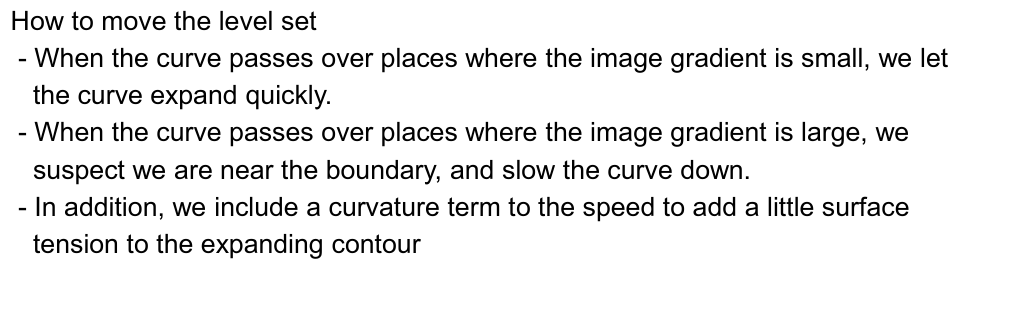 How to move the level set
- When the curve passes over places where the image gradient is small, we let
the curve expand quickly.
- When the curve passes over places where the image gradient is large, we
suspect we are near the boundary, and slow the curve down.
- In addition, we include a curvature term to the speed to add a little surface
tension to the expanding contour